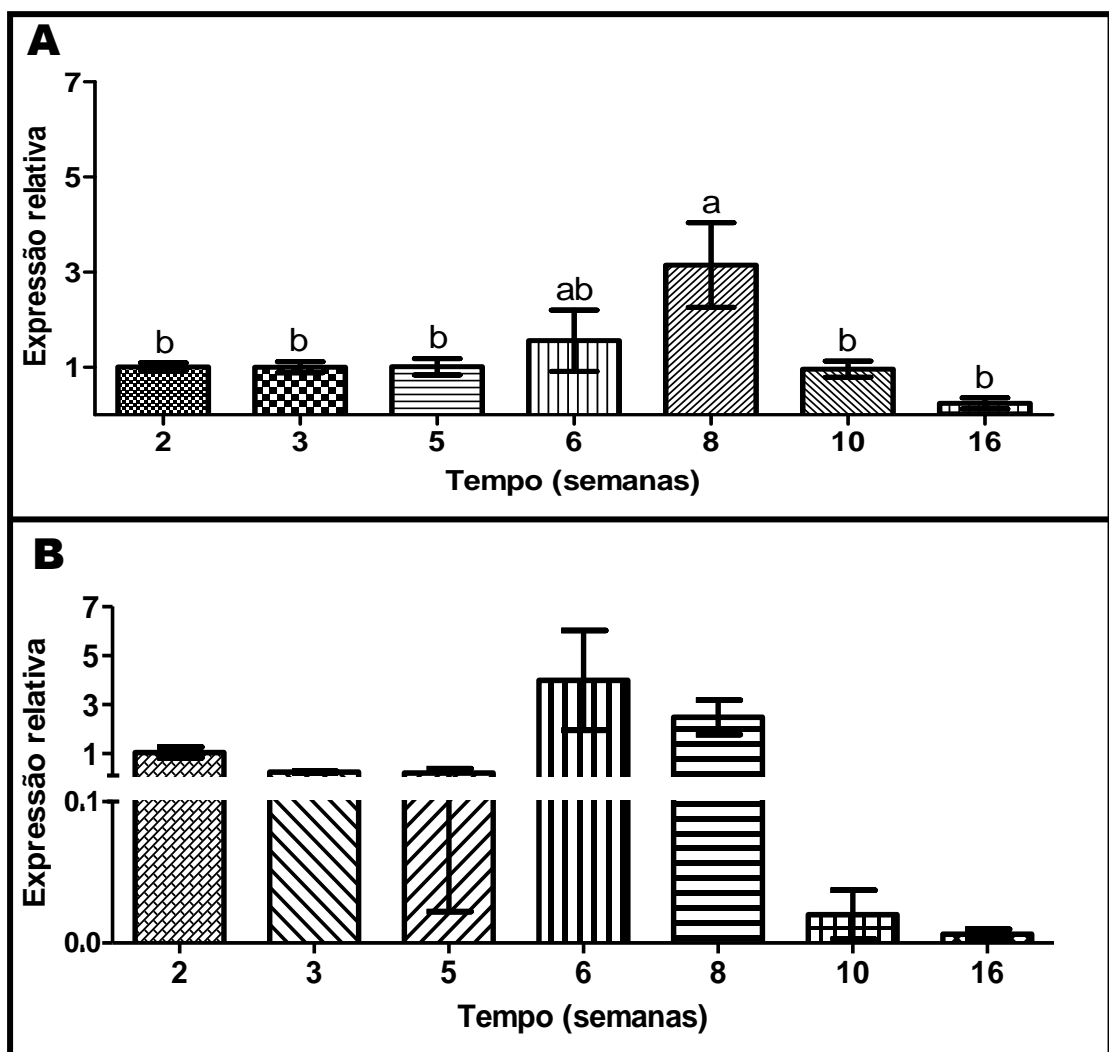 A
Expressão relativa
7
5
3
1
b
b
b
ab
a
b
b
2 3 5 6 8 10 16
Tempo (semanas)
B
Expressão relativa
7
5
3
1
0.1
0.0
2 3 5 6 8 10 16
Tempo (semanas)